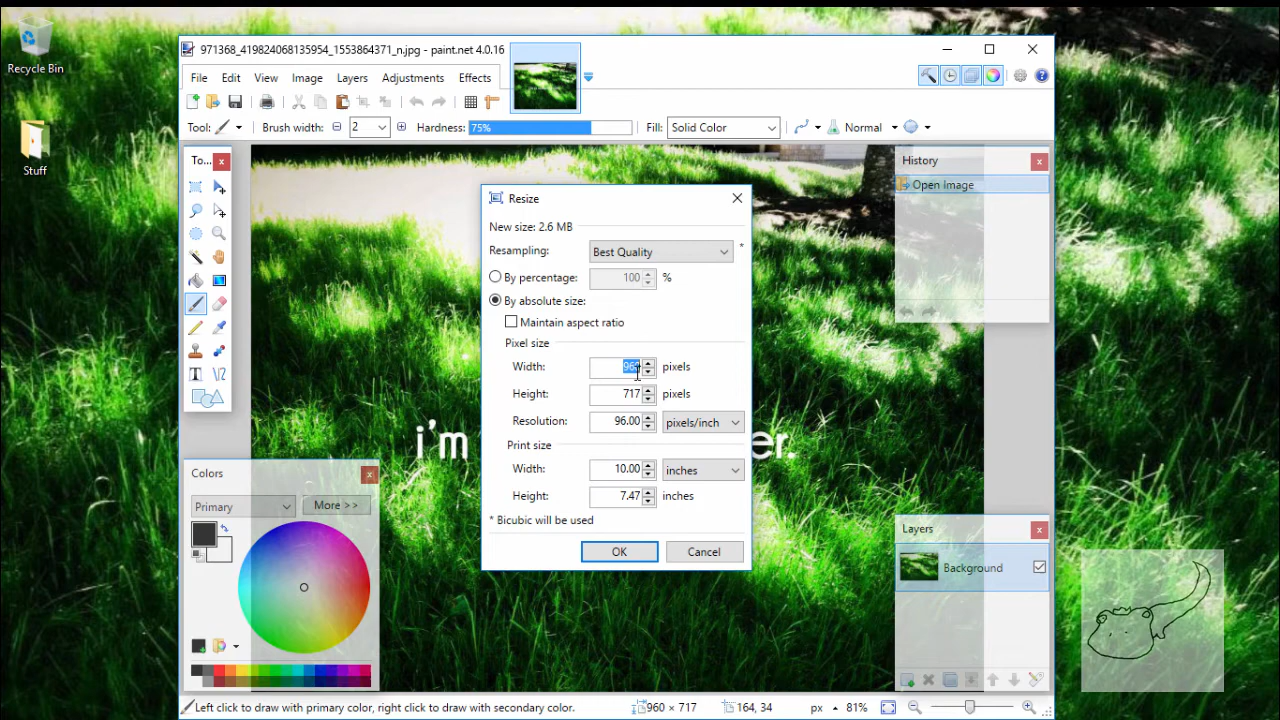 Recycle Bin
Stuff
971368_419824068135954_1553864371_n.jpg - paint.net 4.0.16
File Edit View Image Layers Adjustments Effects
Tool: Brush width: 2 Hardness: 75% Fill: Solid Color Normal
To...
History
Open Image
Resize
New size: 2.6 MB
Resampling: Best Quality *
By percentage: 100 %
By absolute size:
Maintain aspect ratio
Pixel size
Width: 960 pixels
Height: 717 pixels
Resolution: 96.00 pixels/inch
Print size
Width: 10.00 inches
Height: 7.47 inches
* Bicubic will be used
OK Cancel
i'm er.
Colors
Primary More >>
Layers
Background
Left click to draw with primary color, right click to draw with secondary color. 960 × 717 164, 34 px 81%